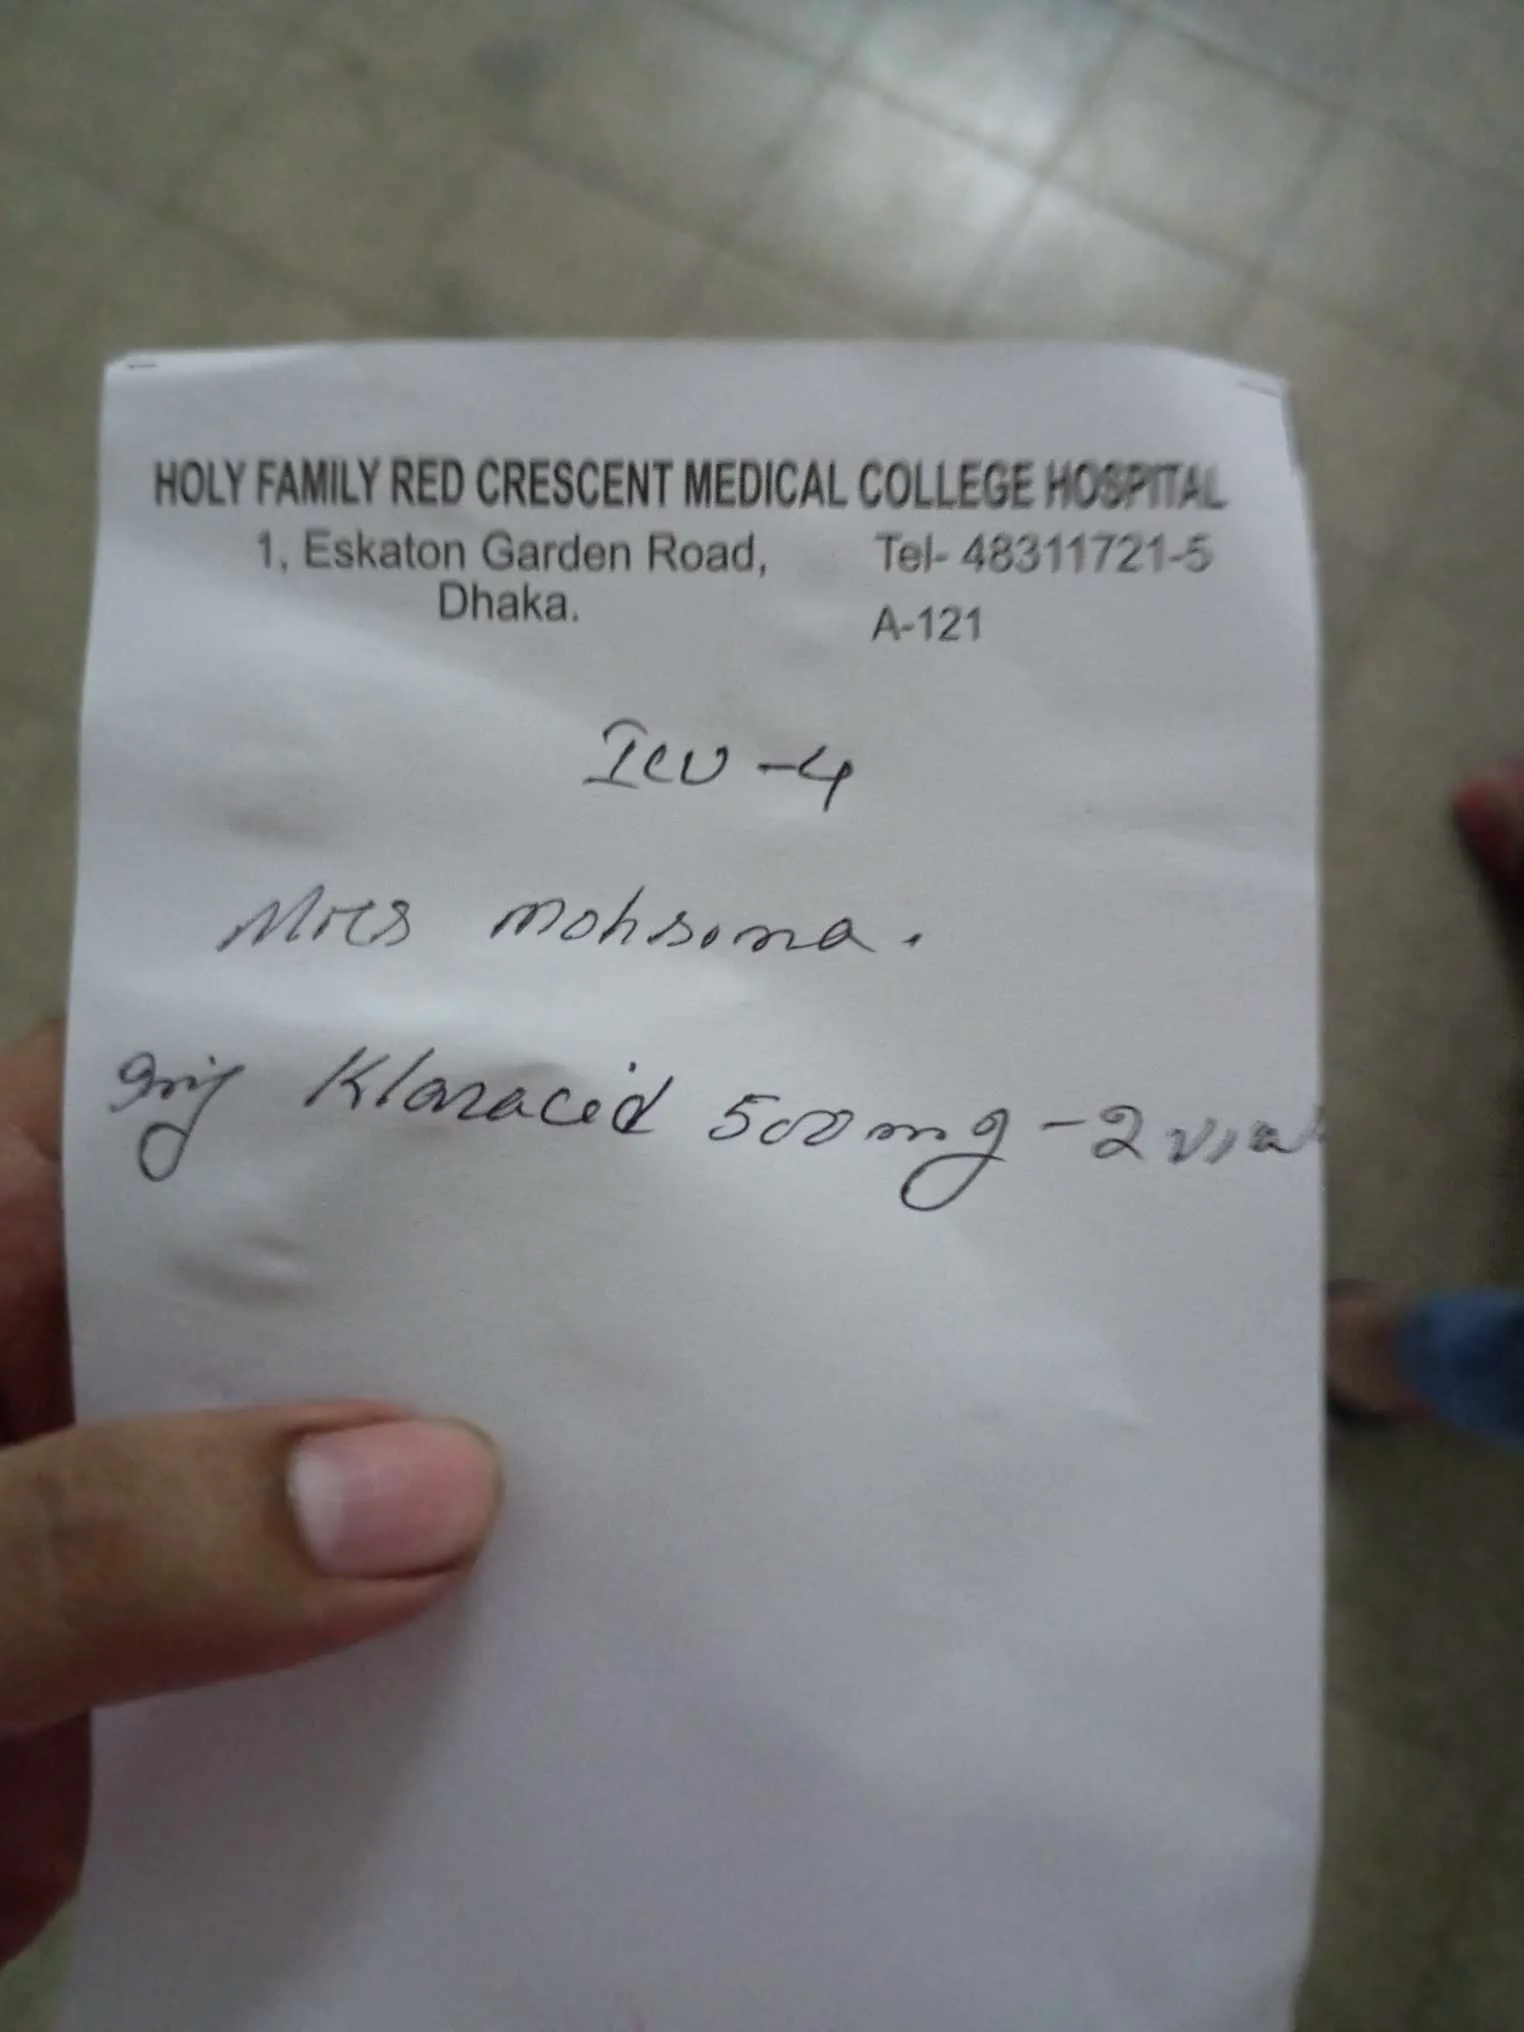 HOLY FAMILY RED CRESCENT MEDICAL COLLEGE HOSPITAL
1, Eskaton Garden Road, Tel- 48311721-5
Dhaka. A-121
ICU -4
Mrs mohsena.
Inj Klaracid 500mg - 2 vial